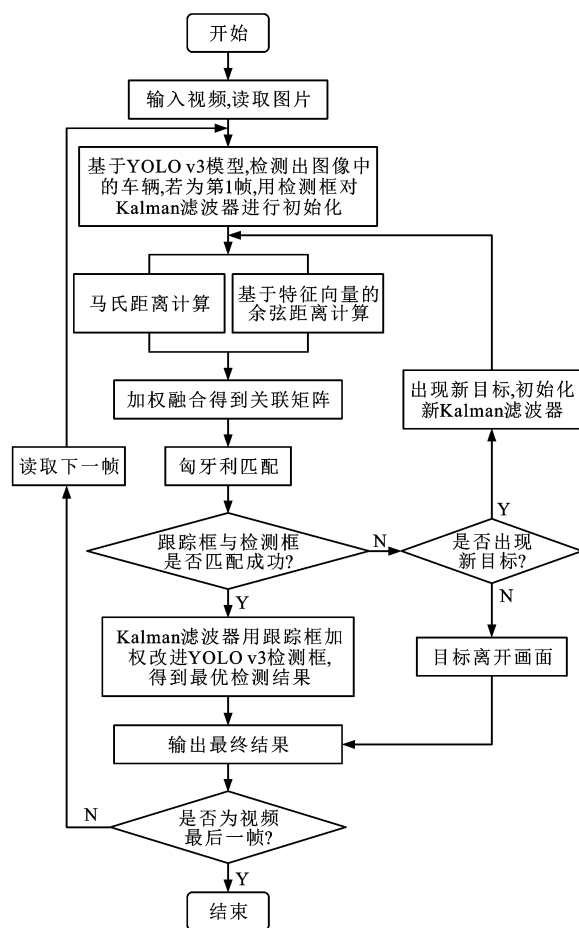 开始
输入视频,读取图片
基于YOLO v3模型,检测出图像中
的车辆,若为第1帧,用检测框对
Kalman滤波器进行初始化
马氏距离计算
基于特征向量的
余弦距离计算
加权融合得到关联矩阵
出现新目标,初始化
新Kalman滤波器
读取下一帧
匈牙利匹配
跟踪框与检测框
是否匹配成功?
N
Y
是否出现
新目标?
Y
N
Kalman滤波器用跟踪框加
权改进YOLO v3检测框,
得到最优检测结果
目标离开画面
输出最终结果
是否为视频
最后一帧?
N
Y
结束